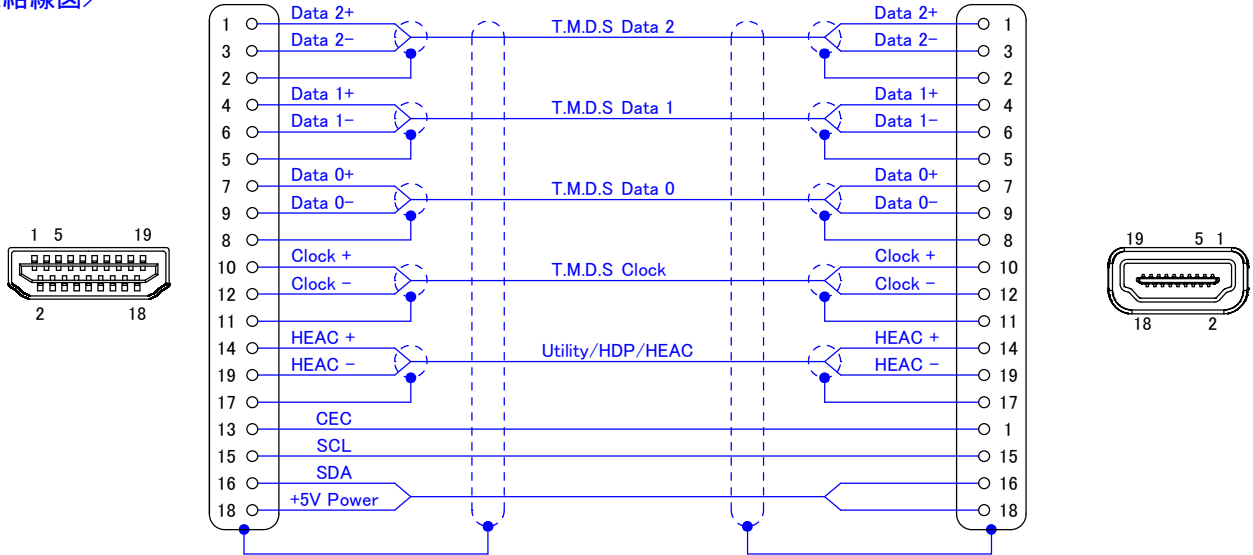 結線図>
1 Data 2+ T.M.D.S Data 2 Data 2+ 1
3 Data 2- Data 2- 3
2 2
4 Data 1+ T.M.D.S Data 1 Data 1+ 4
6 Data 1- Data 1- 6
5 5
7 Data 0+ T.M.D.S Data 0 Data 0+ 7
9 Data 0- Data 0- 9
8 8
10 Clock + T.M.D.S Clock Clock + 10
12 Clock - Clock - 12
11 11
14 HEAC + Utility/HDP/HEAC HEAC + 14
19 HEAC - HEAC - 19
17 17
13 CEC 1
15 SCL 15
16 SDA 16
18 +5V Power 18
1 5 19
2 18
19 5 1
18 2